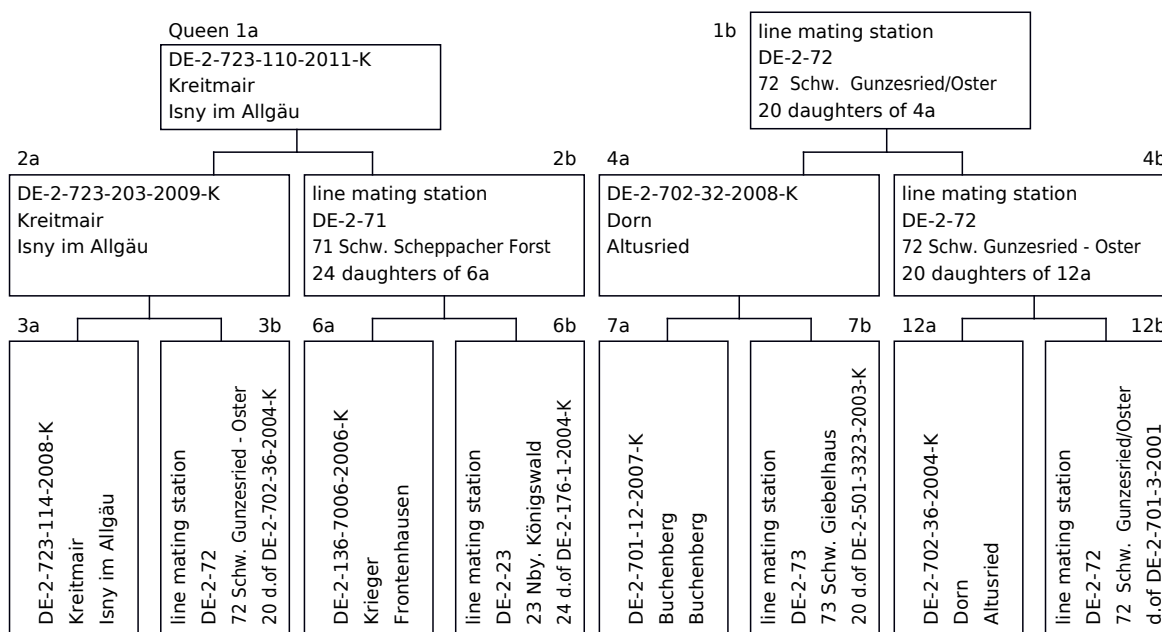 Queen 1a
DE-2-723-110-2011-K
Kreitmair
Isny im Allgäu
1b
line mating station
DE-2-72
72 Schw. Gunzesried/Oster
20 daughters of 4a
2a
DE-2-723-203-2009-K
Kreitmair
Isny im Allgäu
2b
line mating station
DE-2-71
71 Schw. Scheppacher Forst
24 daughters of 6a
4a
DE-2-702-32-2008-K
Dorn
Altusried
4b
line mating station
DE-2-72
72 Schw. Gunzesried - Oster
20 daughters of 12a
3a
DE-2-723-114-2008-K
Kreitmair
Isny im Allgäu
3b
line mating station
DE-2-72
72 Schw. Gunzesried - Oster
20 d.of DE-2-702-36-2004-K
6a
DE-2-136-7006-2006-K
Krieger
Frontenhausen
6b
line mating station
DE-2-23
23 Nby. Königswald
24 d.of DE-2-176-1-2004-K
7a
DE-2-701-12-2007-K
Buchenberg
Buchenberg
7b
line mating station
DE-2-73
73 Schw. Giebelhaus
20 d.of DE-2-501-3323-2003-K
12a
DE-2-702-36-2004-K
Dorn
Altusried
12b
line mating station
DE-2-72
72 Schw. Gunzesried/Oster
d.of DE-2-701-3-2001